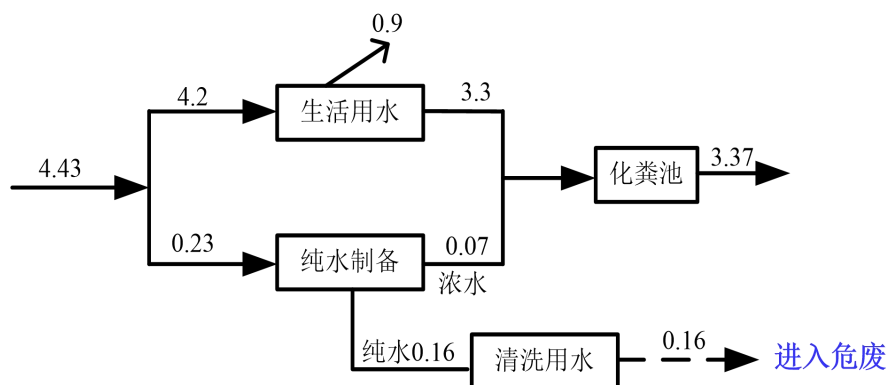 0.9
4.2
生活用水
3.3
4.43
化粪池
3.37
0.23
纯水制备
0.07
浓水
纯水0.16
清洗用水
0.16
进入危废